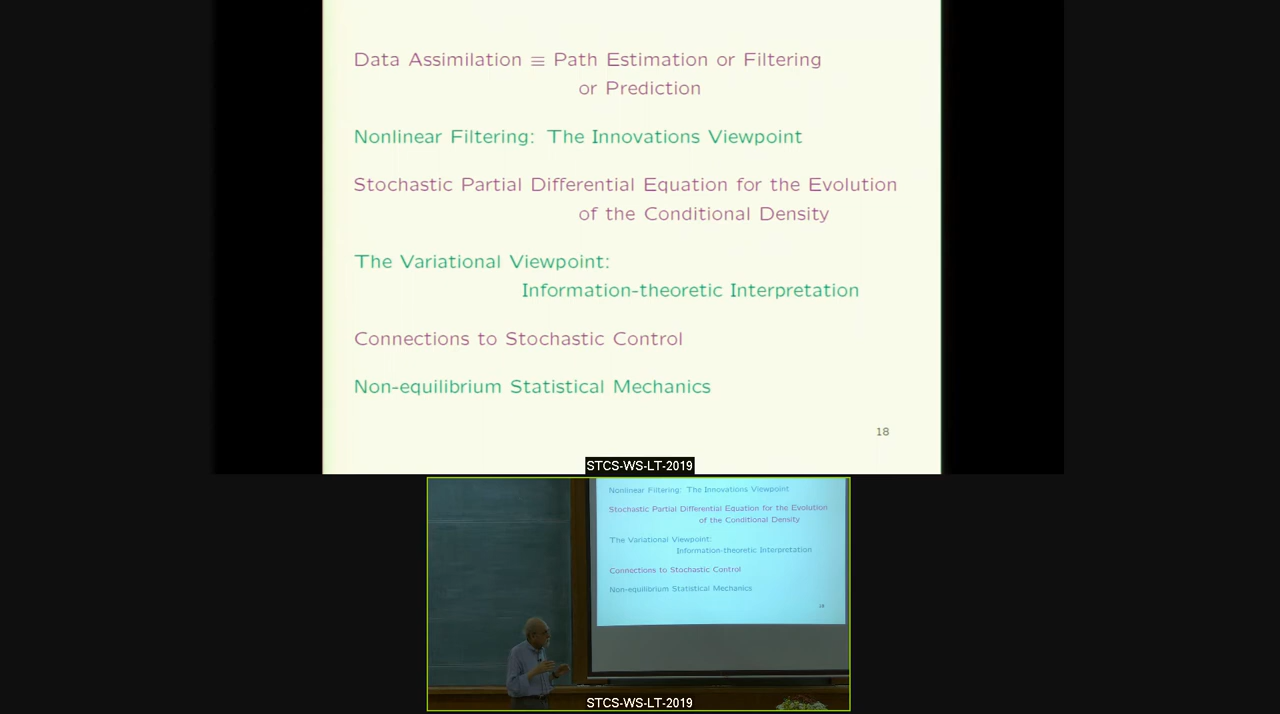 Data Assimilation ≡ Path Estimation or Filtering
or Prediction
Nonlinear Filtering: The Innovations Viewpoint
Stochastic Partial Differential Equation for the Evolution
of the Conditional Density
The Variational Viewpoint:
Information-theoretic Interpretation
Connections to Stochastic Control
Non-equilibrium Statistical Mechanics
18
STCS-WS-LT-2019
Nonlinear Filtering: The Innovations Viewpoint
Stochastic Partial Differential Equation for the Evolution
of the Conditional Density
The Variational Viewpoint:
Information-theoretic Interpretation
Connections to Stochastic Control
Non-equilibrium Statistical Mechanics
18
STCS-WS-LT-2019